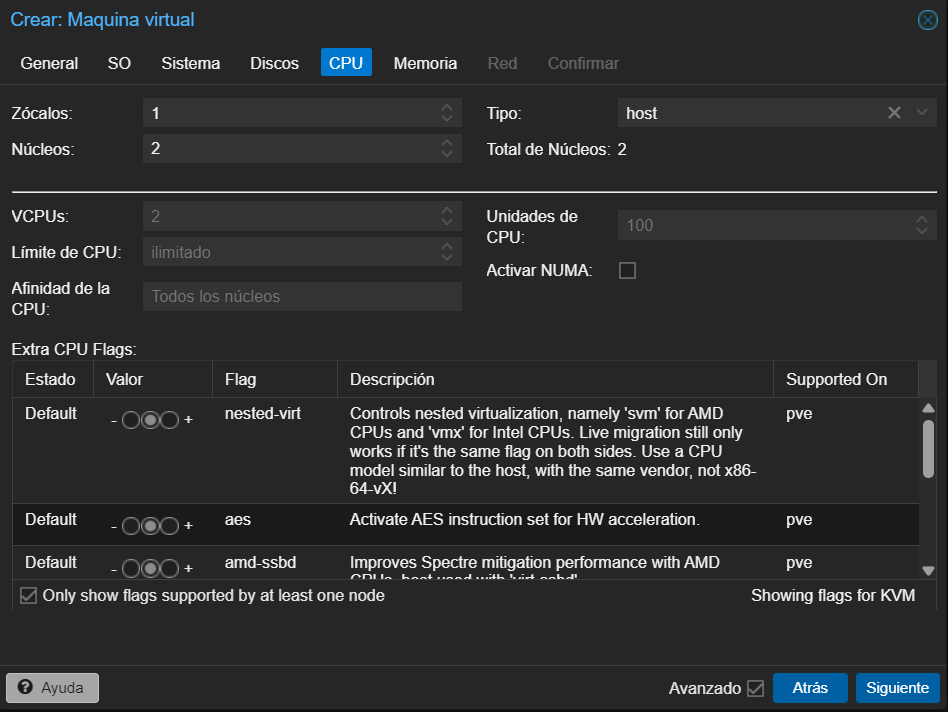 Crear: Maquina virtual
General SO Sistema Discos CPU Memoria Red Confirmar
Zócalos: 1 Tipo: host
Núcleos: 2 Total de Núcleos: 2
VCPUs: 2 Unidades de CPU: 100
Límite de CPU: ilimitado
Activar NUMA:
Afinidad de la CPU: Todos los núcleos
Extra CPU Flags:
Estado Valor Flag Descripción Supported On
Default - + nested-virt Controls nested virtualization, namely 'svm' for AMD pve
CPUs and 'vmx' for Intel CPUs. Live migration still only
works if it's the same flag on both sides. Use a CPU
model similar to the host, with the same vendor, not x86-
64-vX!
Default - + aes Activate AES instruction set for HW acceleration. pve
Default - + amd-ssbd Improves Spectre mitigation performance with AMD pve
CPUs, best used with 'virt-ssbd'
Only show flags supported by at least one node Showing flags for KVM
Ayuda Avanzado Atrás Siguiente